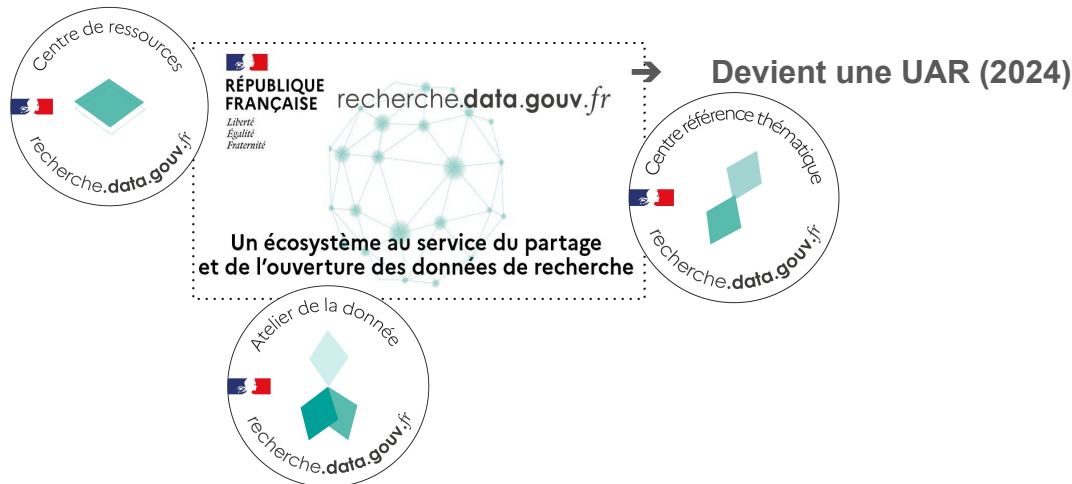 Centre de ressources
recherche.data.gouv.fr
RÉPUBLIQUE
FRANÇAISE
Liberté
Égalité
Fraternité
recherche.data.gouv.fr
➔ Devient une UAR (2024)
Un écosystème au service du partage
et de l'ouverture des données de recherche
Centre référence thématique
recherche.data.gouv.fr
Atelier de la donnée
recherche.data.gouv.fr